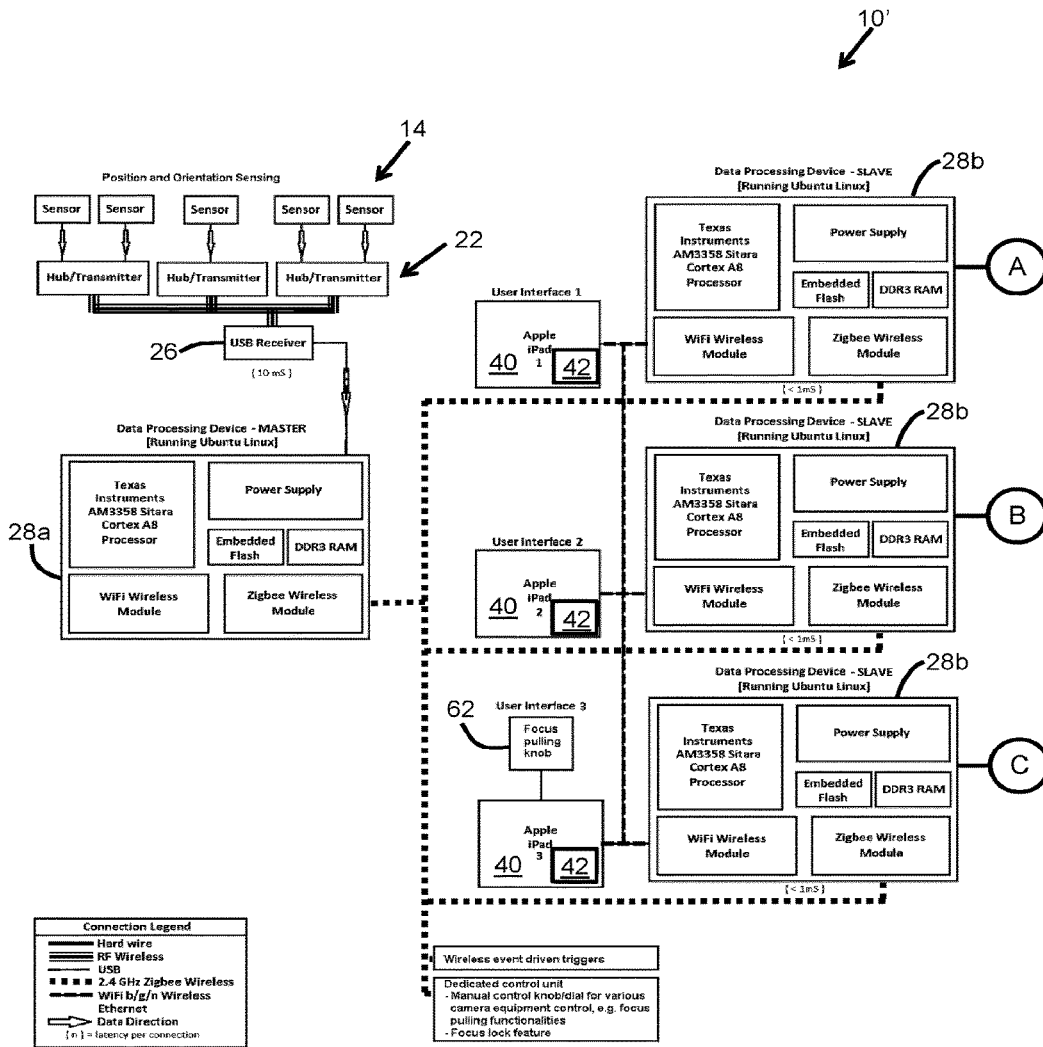 10'
14
Position and Orientation Sensing
Sensor Sensor Sensor Sensor Sensor
22
Hub/Transmitter Hub/Transmitter Hub/Transmitter
26
USB Receiver
{ 10 mS }
Data Processing Device - MASTER
[Running Ubuntu Linux]
28a
Texas
Instruments
AM3358 Sitara
Cortex A8
Processor
Power Supply
Embedded
Flash
DDR3 RAM
WiFi Wireless
Module
Zigbee Wireless
Module
User Interface 1
Apple
iPad
1
40
42
Data Processing Device - SLAVE
[Running Ubuntu Linux]
28b
Texas
Instruments
AM3358 Sitara
Cortex A8
Processor
Power Supply
Embedded
Flash
DDR3 RAM
WiFi Wireless
Module
Zigbee Wireless
Module
{ < 1mS }
A
User Interface 2
Apple
iPad
2
40
42
Data Processing Device - SLAVE
[Running Ubuntu Linux]
28b
Texas
Instruments
AM3358 Sitara
Cortex A8
Processor
Power Supply
Embedded
Flash
DDR3 RAM
WiFi Wireless
Module
Zigbee Wireless
Module
{ < 1mS }
B
User Interface 3
62
Focus
pulling
knob
Apple
iPad
3
40
42
Data Processing Device - SLAVE
[Running Ubuntu Linux]
28b
Texas
Instruments
AM3358 Sitara
Cortex A8
Processor
Power Supply
Embedded
Flash
DDR3 RAM
WiFi Wireless
Module
Zigbee Wireless
Module
{ < 1mS }
C
Connection Legend
Hard wire
RF Wireless
USB
2.4 GHz Zigbee Wireless
WiFi b/g/n Wireless
Ethernet
Data Direction
{ n } = latency per connection
Wireless event driven triggers
Dedicated control unit
- Manual control knob/dial for various
camera equipment control, e.g. focus
pulling functionalities
- Focus lock feature